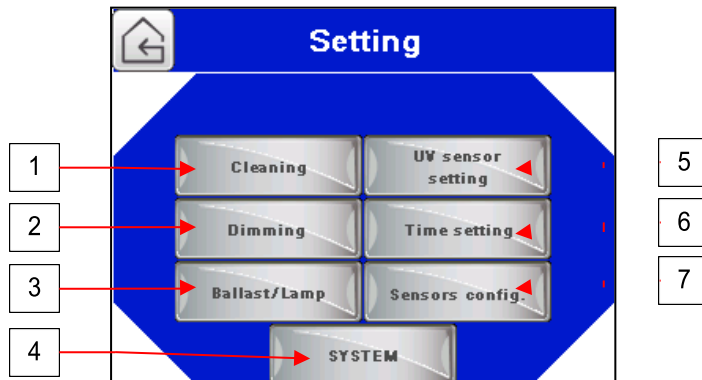 Setting
1
Cleaning
UV sensor
setting
5
2
Dimming
Time setting
6
3
Ballast/Lamp
Sensors config.
7
4
SYSTEM